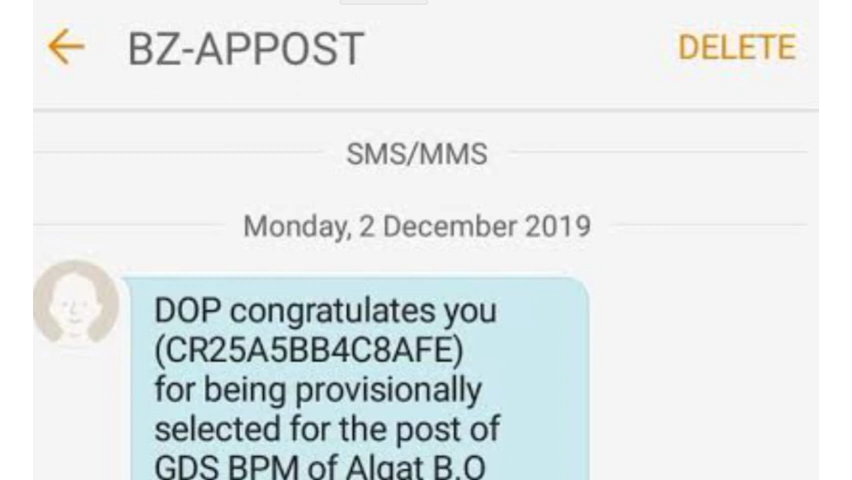 BZ-APPOST
DELETE
SMS/MMS
Monday, 2 December 2019
DOP congratulates you
(CR25A5BB4C8AFE)
for being provisionally
selected for the post of
GDS BPM of Algat B.O